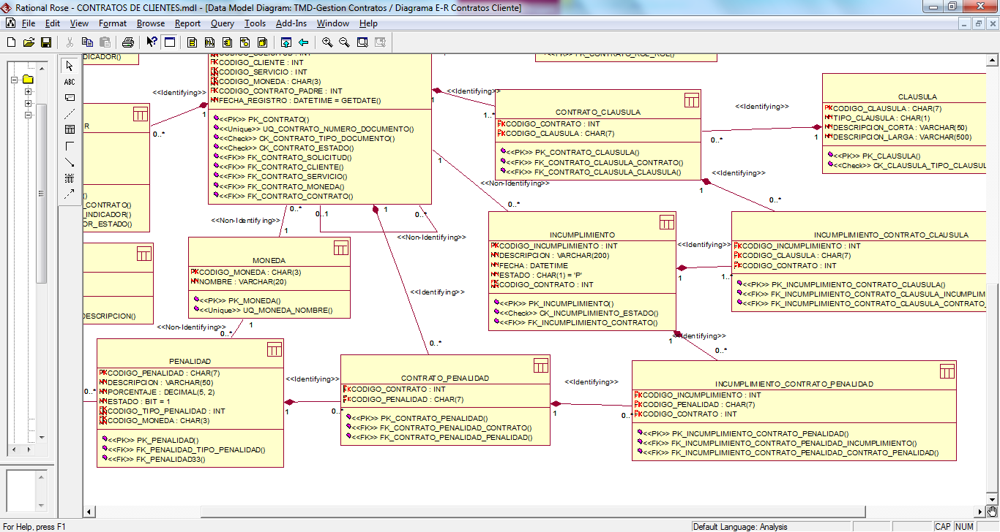 Rational Rose - CONTRATOS DE CLIENTES.mdl - [Data Model Diagram: TMD-Gestion Contratos / Diagrama E-R Contratos Cliente]
File Edit View Format Browse Report Query Tools Add-Ins Window Help
ABC
DICADOR()
CODIGO_SOLICITUD : INT
CODIGO_CLIENTE : INT
CODIGO_SERVICIO : INT
CODIGO_MONEDA : CHAR(3)
CODIGO_CONTRATO_PADRE : INT
FECHA_REGISTRO : DATETIME = GETDATE()
<<PK>> PK_CONTRATO()
<<Unique>> UQ_CONTRATO_NUMERO_DOCUMENTO()
<<Check>> CK_CONTRATO_TIPO_DOCUMENTO()
<<Check>> CK_CONTRATO_ESTADO()
<<FK>> FK_CONTRATO_SOLICITUD()
<<FK>> FK_CONTRATO_CLIENTE()
<<FK>> FK_CONTRATO_SERVICIO()
<<FK>> FK_CONTRATO_MONEDA()
<<FK>> FK_CONTRATO_CONTRATO()
<<FK>> FK_CONTRATO_ROL_ROL()
<<Identifying>>
1
0..*
R
)
_CONTRATO()
_INDICADOR()
OR_ESTADO()
DESCRIPCION()
<<Identifying>>
1
1..*
CONTRATO_CLAUSULA
PK CODIGO_CONTRATO : INT
PK CODIGO_CLAUSULA : CHAR(7)
<<PK>> PK_CONTRATO_CLAUSULA()
<<FK>> FK_CONTRATO_CLAUSULA_CONTRATO()
<<FK>> FK_CONTRATO_CLAUSULA_CLAUSULA()
<<Identifying>>
0..*
1
CLAUSULA
PK CODIGO_CLAUSULA : CHAR(7)
TIPO_CLAUSULA : CHAR(1)
DESCRIPCION_CORTA : VARCHAR(50)
DESCRIPCION_LARGA : VARCHAR(500)
<<PK>> PK_CLAUSULA()
<<Check>> CK_CLAUSULA_TIPO_CLAUSUL
<<Identifying>>
1
0..*
1
<<Non-Identifying>>
0..*
<<Non-Identifying>>
0..*
1
0..1
0..*
<<Non-Identifying>>
1
<<Identifying>>
0..*
MONEDA
PK CODIGO_MONEDA : CHAR(3)
NOMBRE : VARCHAR(20)
<<PK>> PK_MONEDA()
<<Unique>> UQ_MONEDA_NOMBRE()
INCUMPLIMIENTO
PK CODIGO_INCUMPLIMIENTO : INT
DESCRIPCION : VARCHAR(200)
FECHA : DATETIME
ESTADO : CHAR(1) = 'P'
CODIGO_CONTRATO : INT
<<PK>> PK_INCUMPLIMIENTO()
<<Check>> CK_INCUMPLIMIENTO_ESTADO()
<<FK>> FK_INCUMPLIMIENTO_CONTRATO()
<<Identifying>>
1
1..*
INCUMPLIMIENTO_CONTRATO_CLAUSULA
CODIGO_INCUMPLIMIENTO : INT
CODIGO_CLAUSULA : CHAR(7)
CODIGO_CONTRATO : INT
<<PK>> PK_INCUMPLIMIENTO_CONTRATO_CLAUSULA()
<<FK>> FK_INCUMPLIMIENTO_CONTRATO_CLAUSULA_INCUMPLIM
<<FK>> FK_INCUMPLIMIENTO_CONTRATO_CLAUSULA_CONTRATO_
<<Non-Identifying>>
1
0..*
<<Identifying>>
1
0..*
0..*
PENALIDAD
PK CODIGO_PENALIDAD : CHAR(7)
DESCRIPCION : VARCHAR(50)
PORCENTAJE : DECIMAL(5, 2)
ESTADO : BIT = 1
CODIGO_TIPO_PENALIDAD : INT
CODIGO_MONEDA : CHAR(3)
<<PK>> PK_PENALIDAD()
<<FK>> FK_PENALIDAD_TIPO_PENALIDAD()
<<FK>> FK_PENALIDAD33()
<<Identifying>>
1
0..*
CONTRATO_PENALIDAD
CODIGO_CONTRATO : INT
CODIGO_PENALIDAD : CHAR(7)
<<PK>> PK_CONTRATO_PENALIDAD()
<<FK>> FK_CONTRATO_PENALIDAD_CONTRATO()
<<FK>> FK_CONTRATO_PENALIDAD_PENALIDAD()
<<Identifying>>
1
0..*
INCUMPLIMIENTO_CONTRATO_PENALIDAD
CODIGO_INCUMPLIMIENTO : INT
CODIGO_PENALIDAD : CHAR(7)
CODIGO_CONTRATO : INT
<<PK>> PK_INCUMPLIMIENTO_CONTRATO_PENALIDAD()
<<FK>> FK_INCUMPLIMIENTO_CONTRATO_PENALIDAD_INCUMPLIMIENTO()
<<FK>> FK_INCUMPLIMIENTO_CONTRATO_PENALIDAD_CONTRATO_PENALIDAD()
For Help, press F1
Default Language: Analysis
CAP NUM